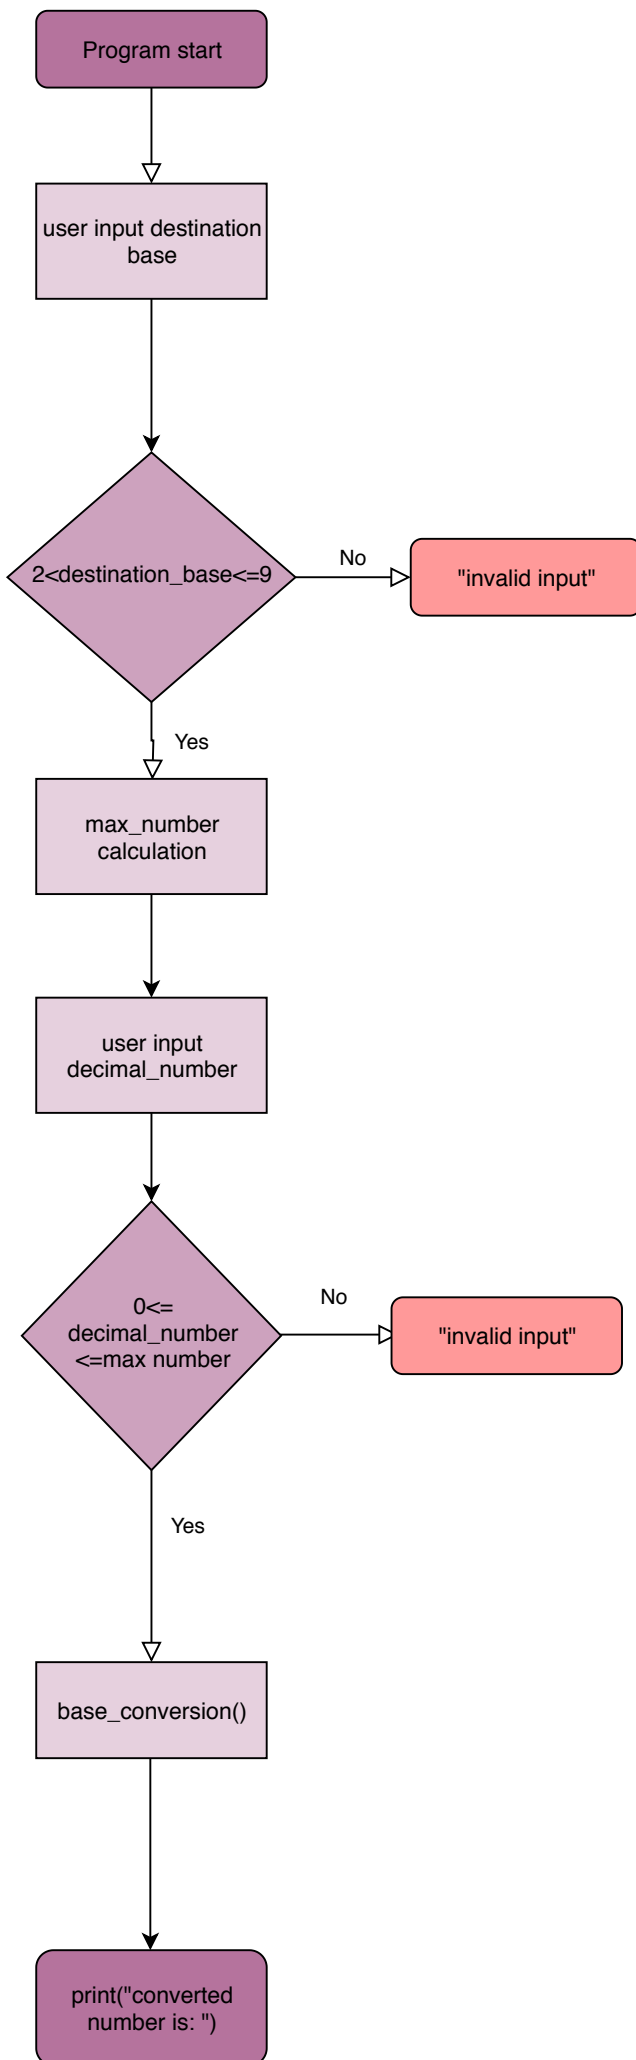 Program start
user input destination
base
2<destination_base<=9
No
"invalid input"
Yes
max_number
calculation
user input
decimal_number
0<=
decimal_number
<=max number
No
"invalid input"
Yes
base_conversion()
print("converted
number is: ")